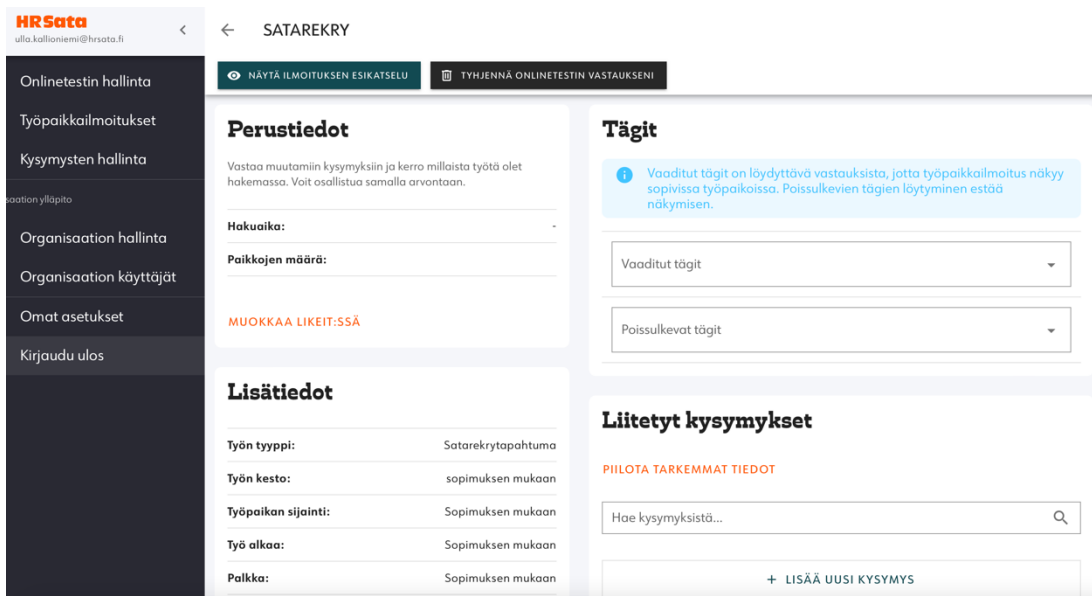 HRSata
ulla.kallioniemi@hrsata.fi
Onlinetestin hallinta
Työpaikkailmoitukset
Kysymysten hallinta
saation ylläpito
Organisaation hallinta
Organisaation käyttäjät
Omat asetukset
Kirjaudu ulos
SATAREKRY
NÄYTÄ ILMOITUKSEN ESIKATSELU
TYHJENNÄ ONLINETESTIN VASTAUKSENI
Perustiedot
Vastaa muutamiin kysymyksiin ja kerro millaista työtä olet
hakemassa. Voit osallistua samalla arvontaan.
Hakuaika: -
Paikkojen määrä:
MUOKKAA LIKEIT:SSÄ
Lisätiedot
Työn tyyppi: Satarekrytapahtuma
Työn kesto: sopimuksen mukaan
Työpaikan sijainti: Sopimuksen mukaan
Työ alkaa: Sopimuksen mukaan
Palkka: Sopimuksen mukaan
Tägit
Vaaditut tägit on löydyttävä vastauksista, jotta työpaikkailmoitus näkyy
sopivissa työpaikoissa. Poissulkevien tägien löytyminen estää
näkymisen.
Vaaditut tägit
Poissulkevat tägit
Liitetyt kysymykset
PIILOTA TARKEMMAT TIEDOT
Hae kysymyksistä...
+ LISÄÄ UUSI KYSYMYS